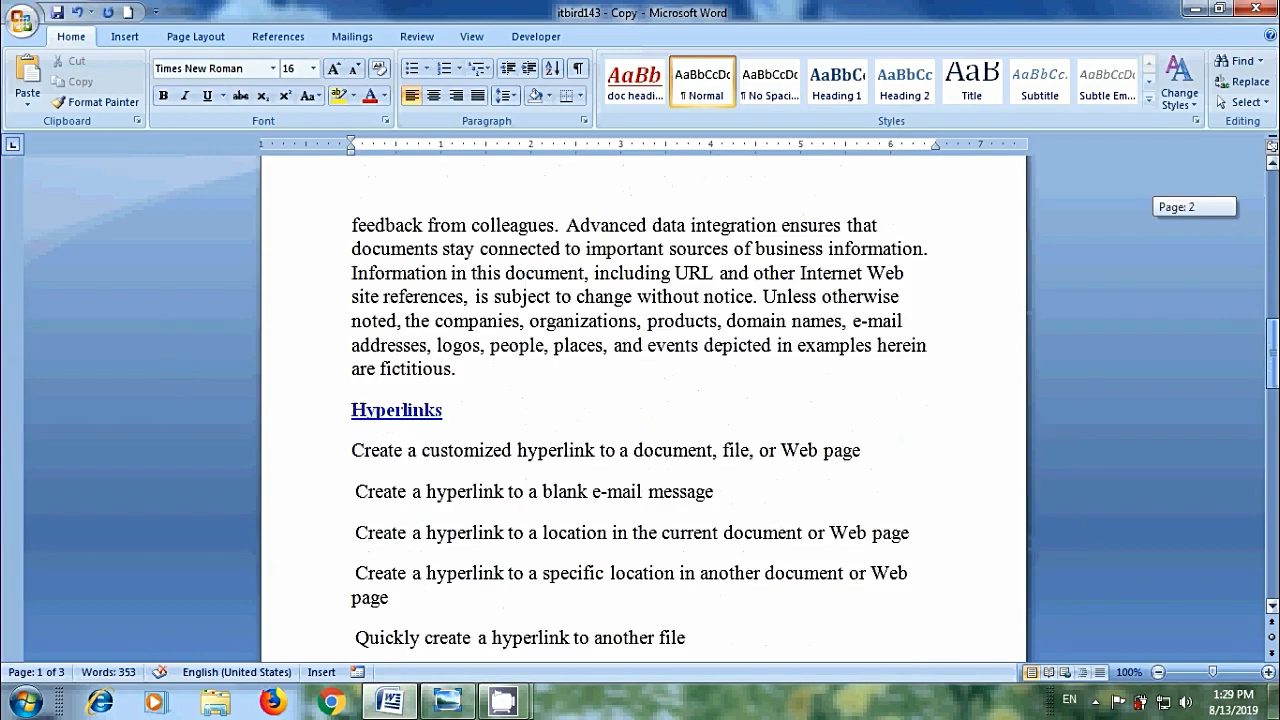 itbird143 - Copy - Microsoft Word
Home Insert Page Layout References Mailings Review View Developer
Paste Cut Copy Format Painter
Times New Roman 16
AaBb AaBbCcDc AaBbCcDc AaBbC AaBbCc AaB AaBbCcL AaBbCcDc
doc headi... ¶ Normal ¶ No Spaci... Heading 1 Heading 2 Title Subtitle Subtle Em...
Change Styles
Find Replace Select
Clipboard Font Paragraph Styles Editing
1 1 2 3 4 5 6 7
Page: 2
feedback from colleagues. Advanced data integration ensures that
documents stay connected to important sources of business information.
Information in this document, including URL and other Internet Web
site references, is subject to change without notice. Unless otherwise
noted, the companies, organizations, products, domain names, e-mail
addresses, logos, people, places, and events depicted in examples herein
are fictitious.
Hyperlinks
Create a customized hyperlink to a document, file, or Web page
Create a hyperlink to a blank e-mail message
Create a hyperlink to a location in the current document or Web page
Create a hyperlink to a specific location in another document or Web
page
Quickly create a hyperlink to another file
Page: 1 of 3 Words: 353 English (United States) Insert 100%
EN 1:29 PM
8/13/2019